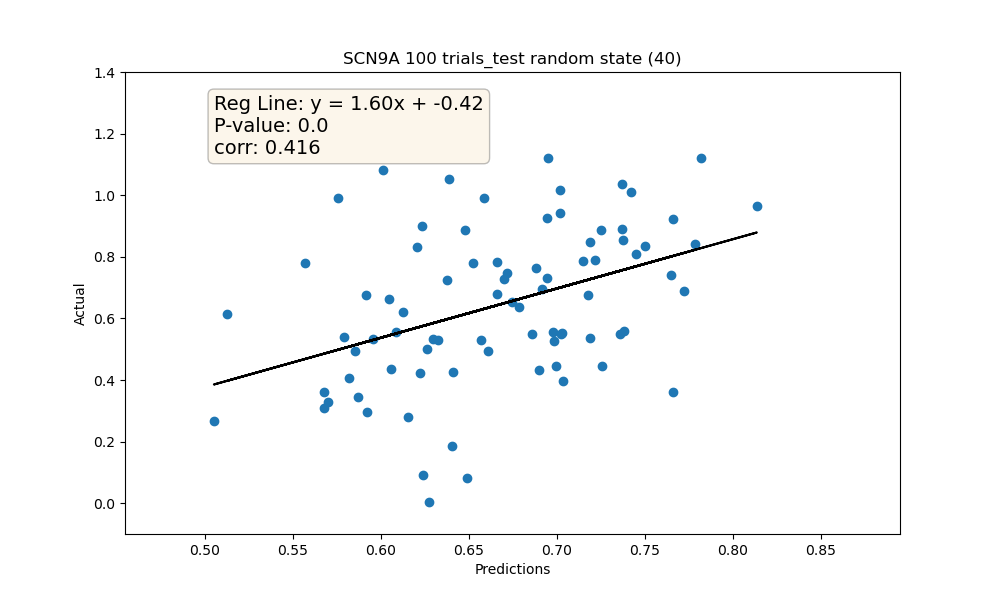 SCN9A 100 trials_test random state (40)
Reg Line: y = 1.60x + -0.42
P-value: 0.0
corr: 0.416
Actual
1.4
1.2
1.0
0.8
0.6
0.4
0.2
0.0
0.50 0.55 0.60 0.65 0.70 0.75 0.80 0.85
Predictions